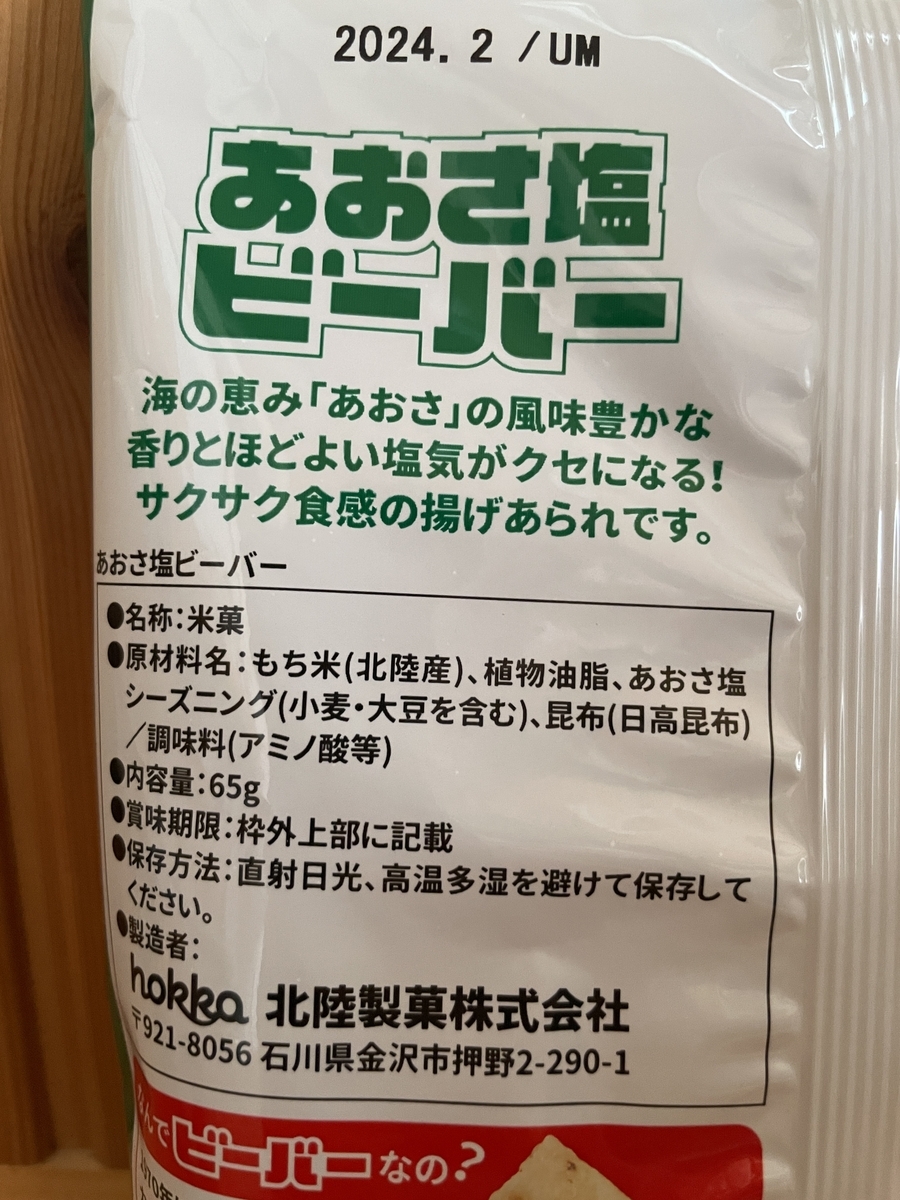 2024. 2 /UM
あおさ塩
ビーバー
海の恵み「あおさ」の風味豊かな
香りとほどよい塩気がクセになる!
サクサク食感の揚げあられです。
あおさ塩ビーバー
●名称:米菓
●原材料名:もち米(北陸産)、植物油脂、あおさ塩
シーズニング(小麦・大豆を含む)、昆布(日高昆布)
/調味料(アミノ酸等)
●内容量:65g
●賞味期限:枠外上部に記載
●保存方法:直射日光、高温多湿を避けて保存して
ください。
●製造者:
hokka 北陸製菓株式会社
〒921-8056 石川県金沢市押野2-290-1
なんでビーバーなの?
1970年